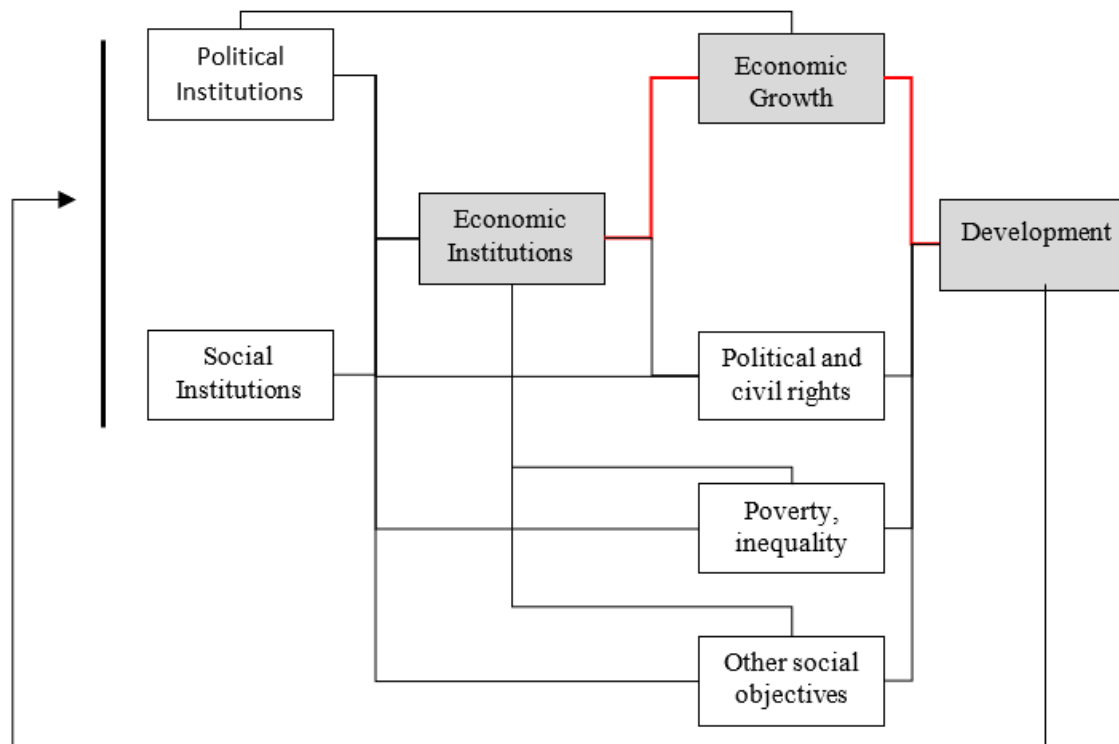 Political
Institutions
Economic
Growth
Economic
Institutions
Development
Social
Institutions
Political and
civil rights
Poverty,
inequality
Other social
objectives